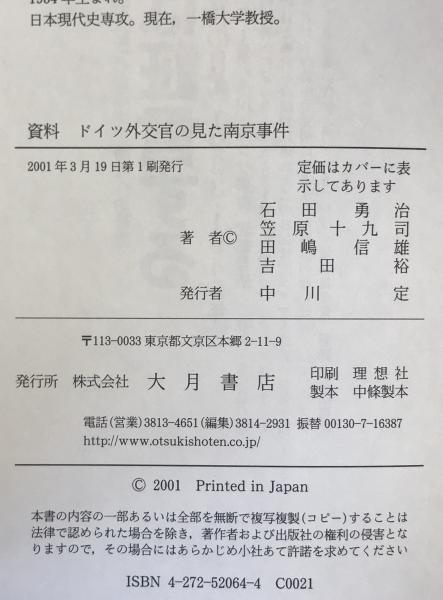 日本現代史専攻。現在,一橋大学教授。
資料 ドイツ外交官の見た南京事件
2001年3月19日第1刷発行
定価はカバーに表
示してあります
著者©
石田勇治
笠原十九司
田嶋信雄
吉田裕
発行者 中川定
〒113-0033 東京都文京区本郷2-11-9
発行所 株式会社 大月書店
印刷 理想社
製本 中條製本
電話(営業)3813-4651(編集)3814-2931 振替00130-7-16387
http://www.otsukishoten.co.jp/
© 2001 Printed in Japan
本書の内容の一部あるいは全部を無断で複写複製(コピー)することは
法律で認められた場合を除き,著作者および出版社の権利の侵害とな
りますので,その場合にはあらかじめ小社あて許諾を求めてください
ISBN 4-272-52064-4 C0021